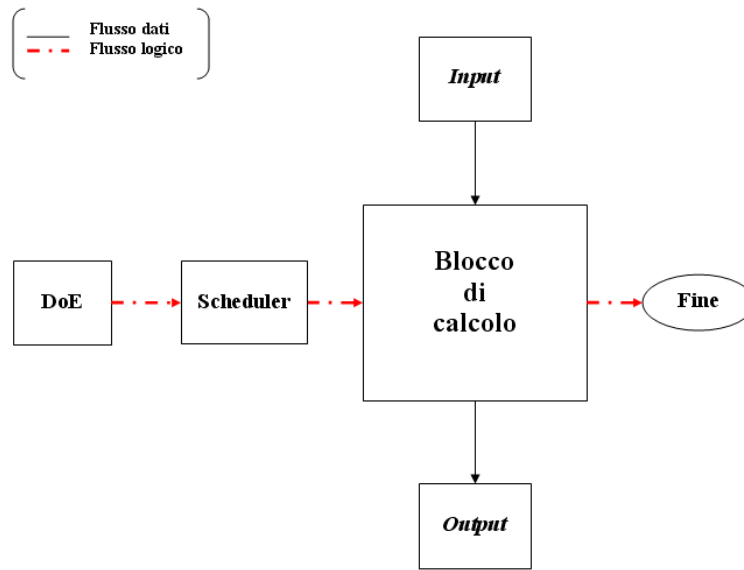 Flusso dati
Flusso logico
Input
DoE
Scheduler
Blocco
di
calcolo
Fine
Output